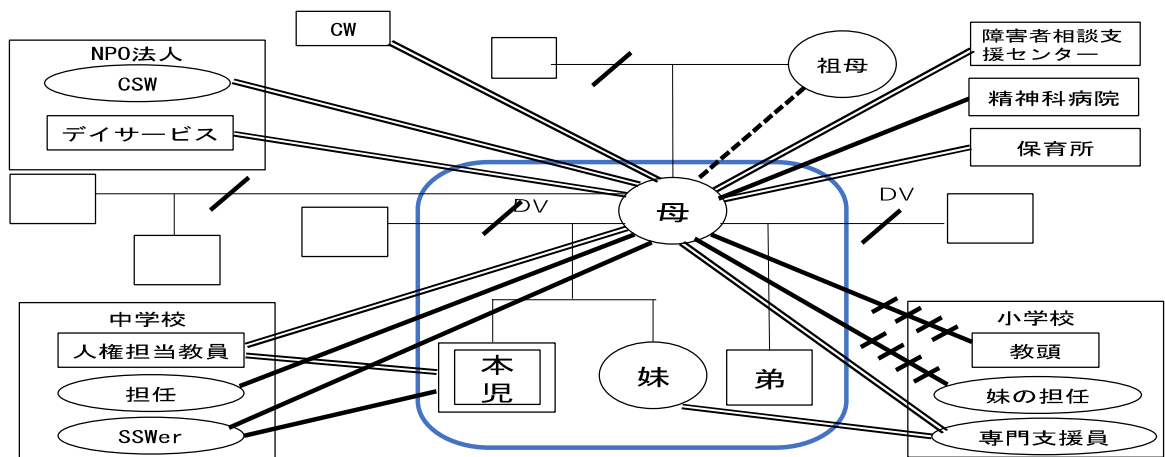 CW
NPO法人
CSW
デイサービス
祖母
障害者相談支
援センター
精神科病院
保育所
DV
母
DV
中学校
人権担当教員
担任
SSWer
本
児
妹
弟
小学校
教頭
妹の担任
専門支援員